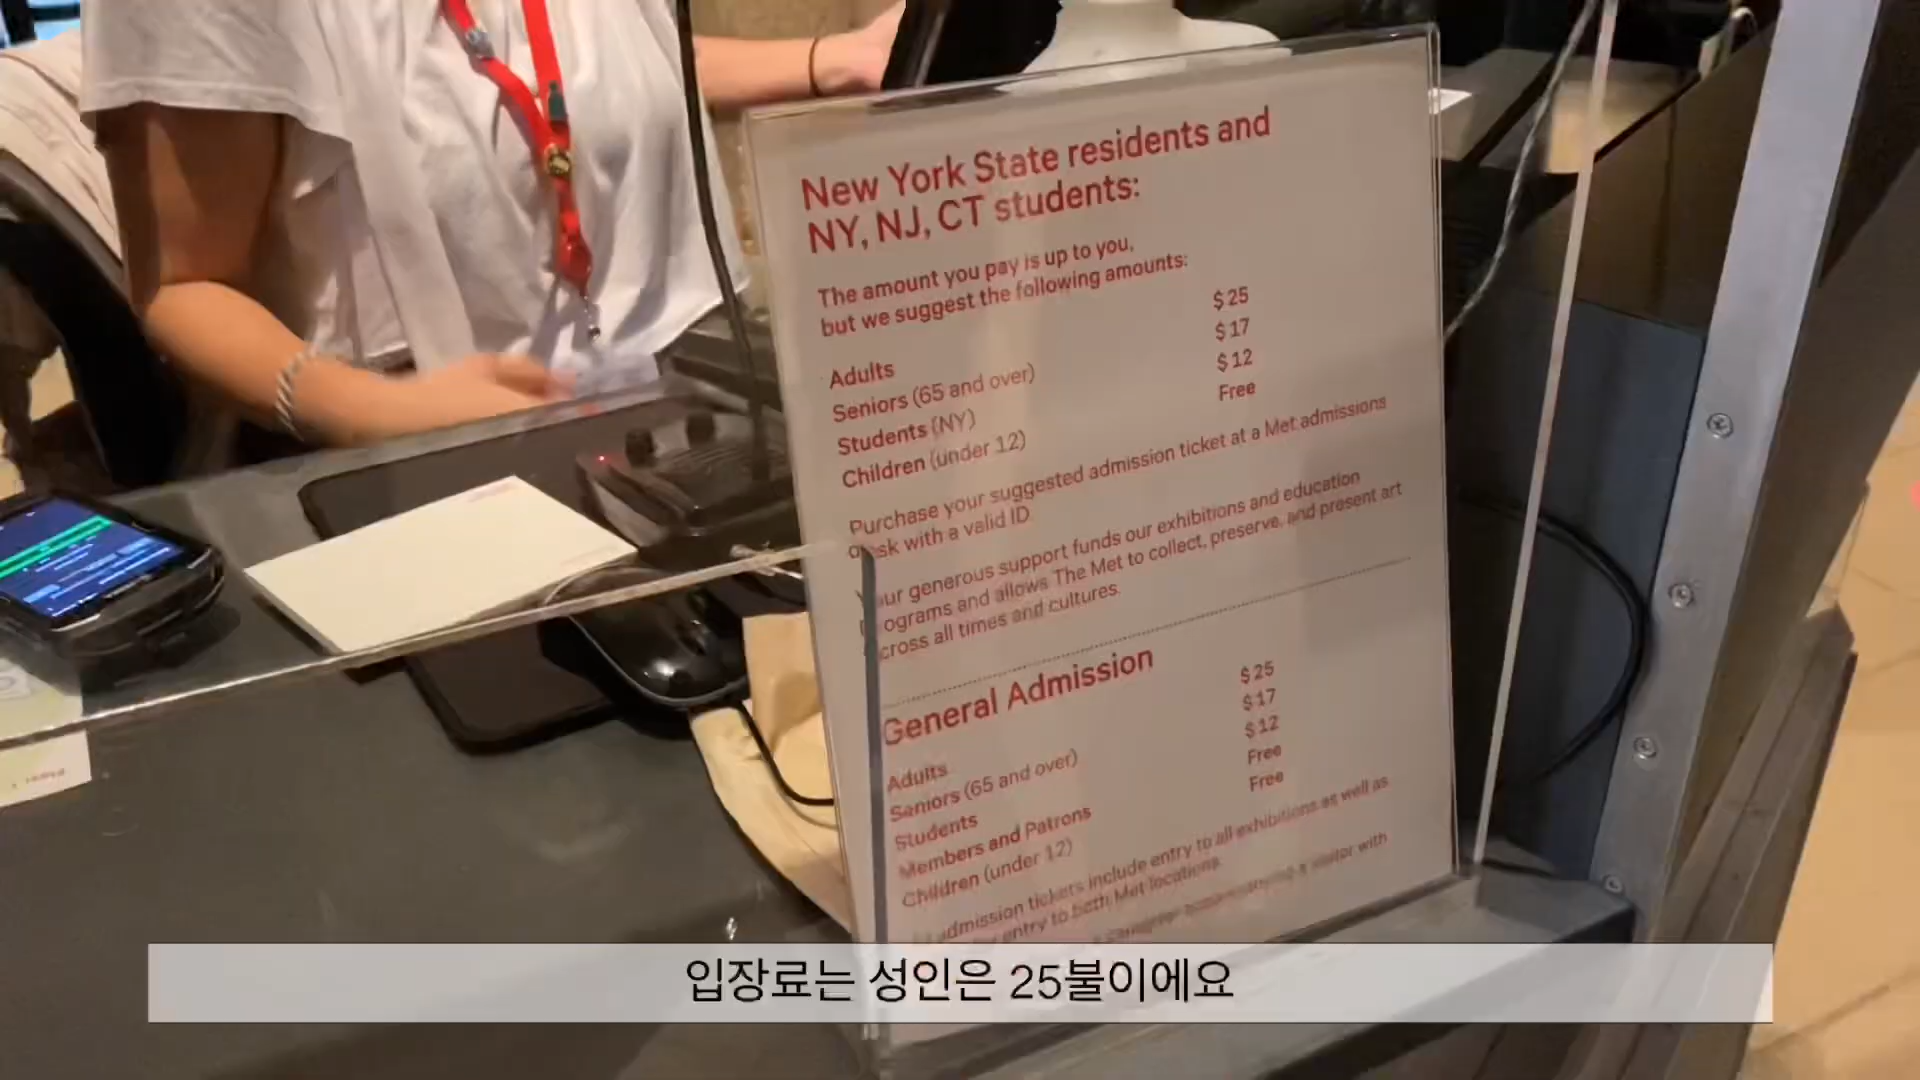 New York State residents and
NY, NJ, CT students:
The amount you pay is up to you,
but we suggest the following amounts:
Adults $25
Seniors (65 and over) $17
Students (NY) $12
Children (under 12) Free
Purchase your suggested admission ticket at a Met admissions
desk with a valid ID
Your generous support funds our exhibitions and education
programs and allows The Met to collect, preserve, and present art
across all times and cultures.
General Admission
Adults $25
Seniors (65 and over) $17
Students $12
Members and Patrons Free
Children (under 12) Free
admission tickets include entry to all exhibitions as well as
entry to both Met locations.
accompanying a visitor with
입장료는 성인은 25불이에요